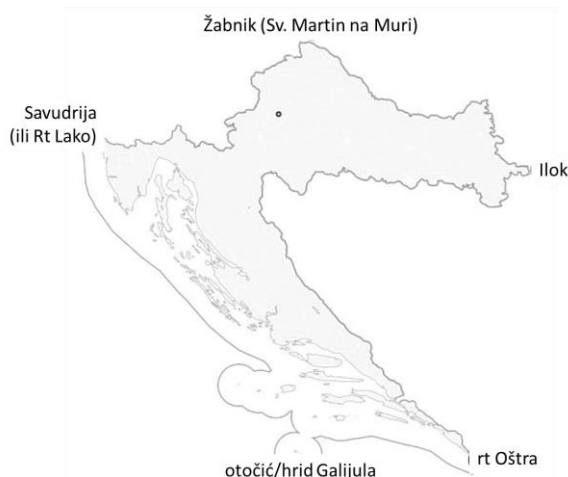 Žabnik (Sv. Martin na Muri)
Savudrija
(ili Rt Lako)
Ilok
rt Oštra
otočić/hrid Galijula